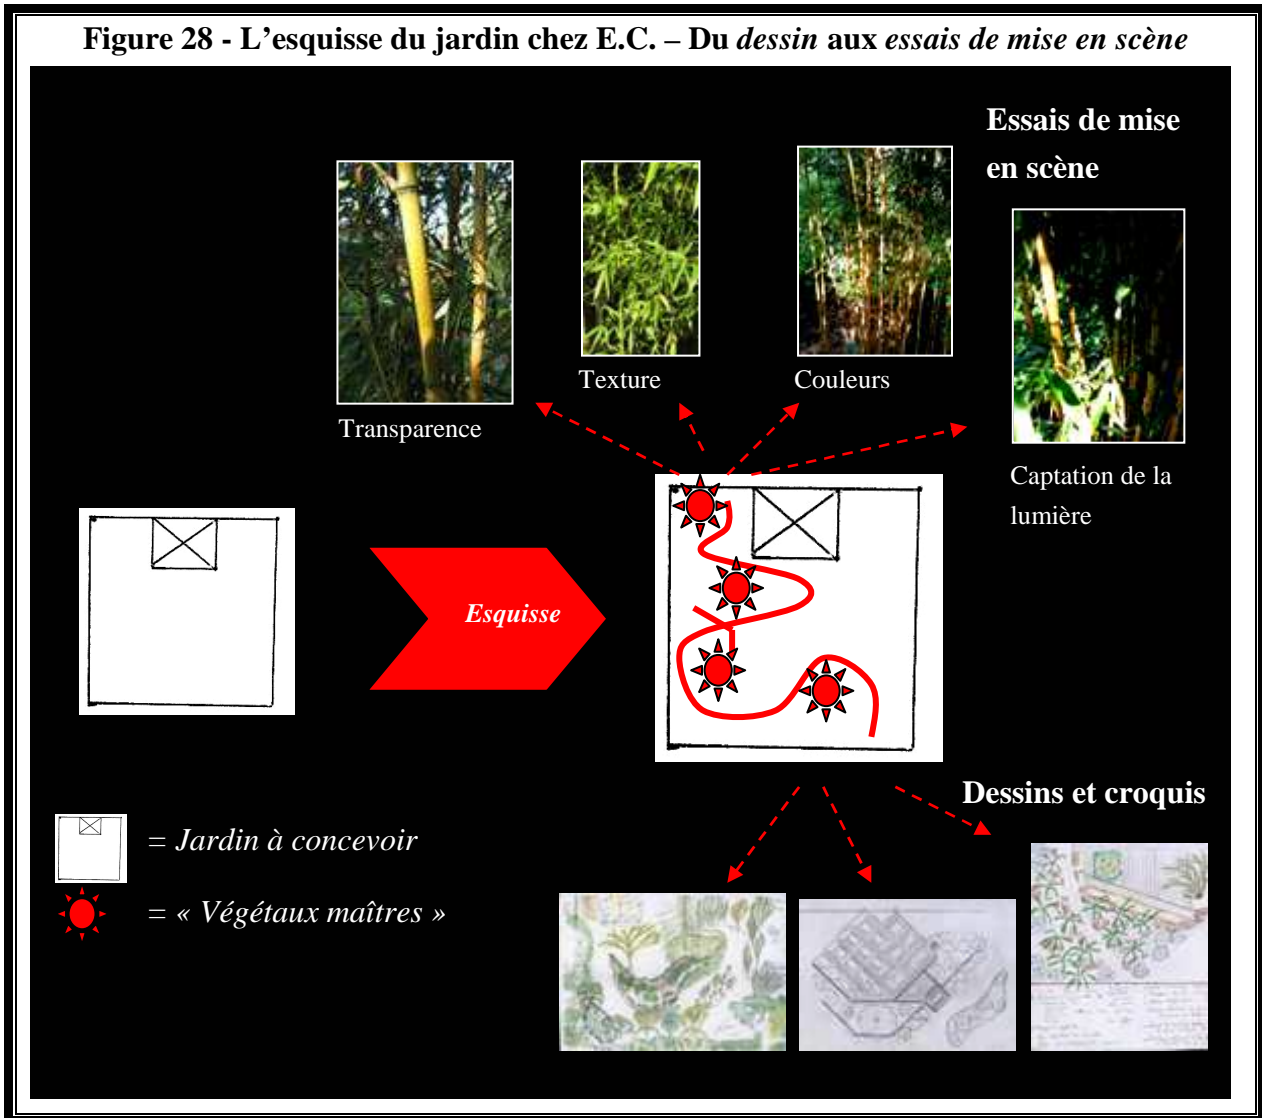 Figure 28 - L’esquisse du jardin chez E.C. – Du dessin aux essais de mise en scène
Essais de mise
en scène
Transparence
Texture
Couleurs
Captation de la
lumière
Esquisse
= Jardin à concevoir
= « Végétaux maîtres »
Dessins et croquis